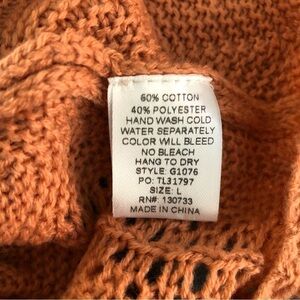 60% COTTON
40% POLYESTER
HAND WASH COLD
WATER SEPARATELY
COLOR WILL BLEED
NO BLEACH
HANG TO DRY
STYLE: G1076
PO: TL31797
SIZE: L
RN#: 130733
MADE IN CHINA